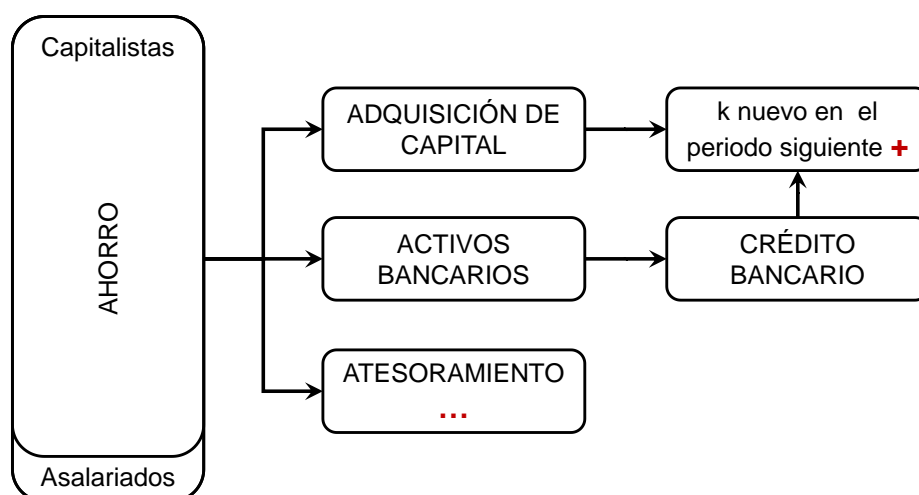 Capitalistas
AHORRO
Asalariados
ADQUISICIÓN DE
CAPITAL
k nuevo en el
periodo siguiente +
ACTIVOS
BANCARIOS
CRÉDITO
BANCARIO
ATESORAMIENTO
...